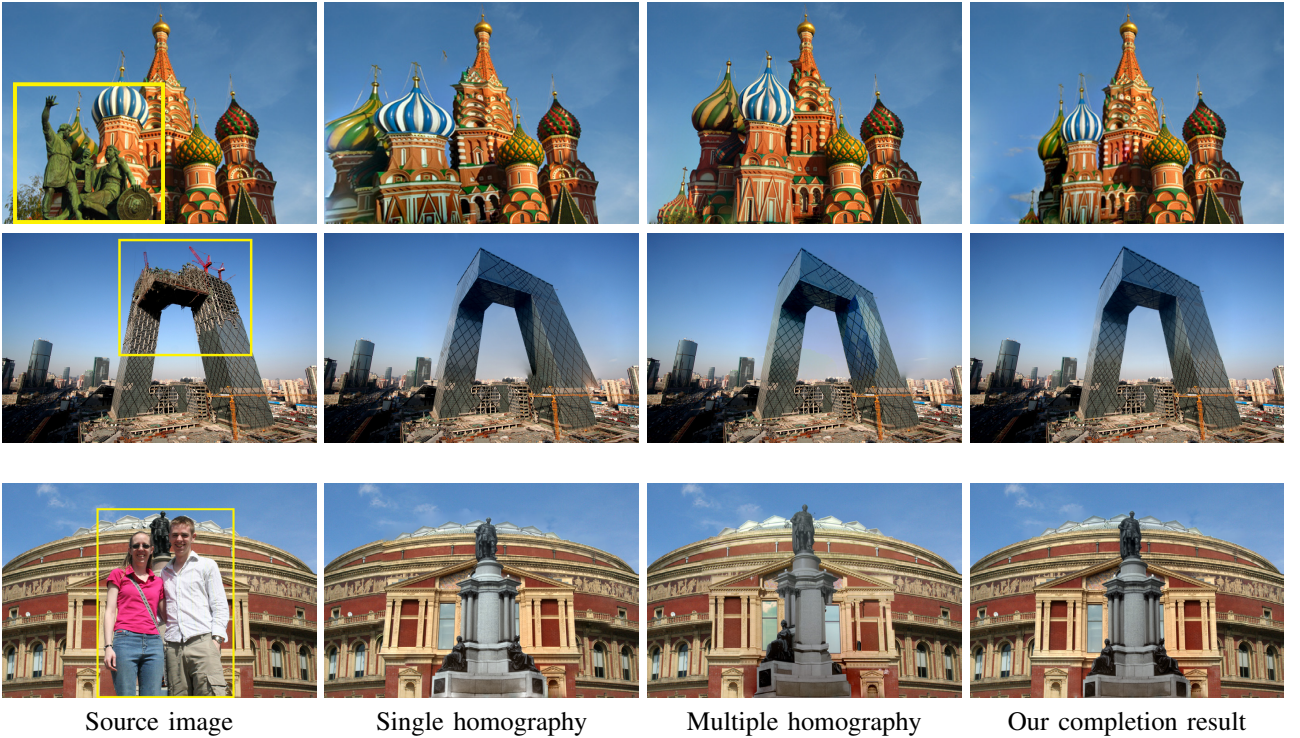 Source image
Single homography
Multiple homography
Our completion result